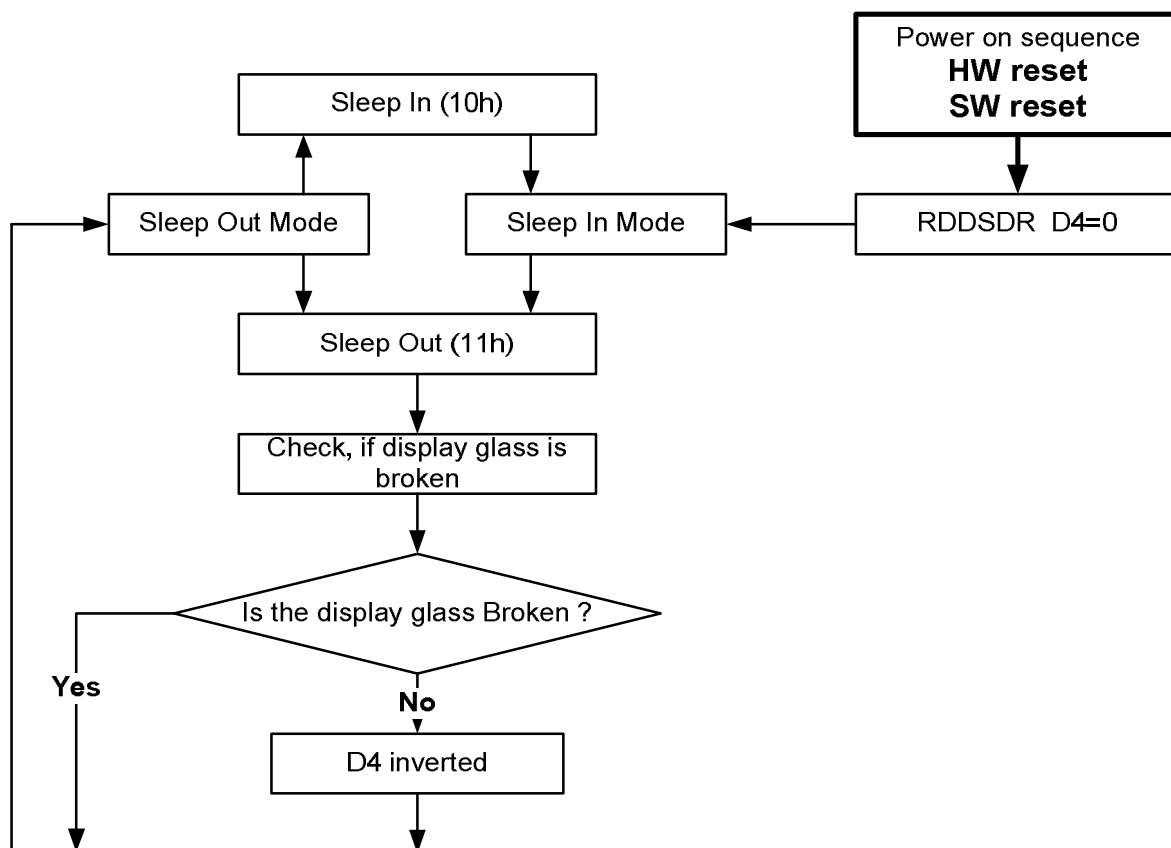 Power on sequence
HW reset
SW reset
Sleep In (10h)
Sleep Out Mode
Sleep In Mode
RDDSDR D4=0
Sleep Out (11h)
Check, if display glass is
broken
Is the display glass Broken ?
Yes
No
D4 inverted